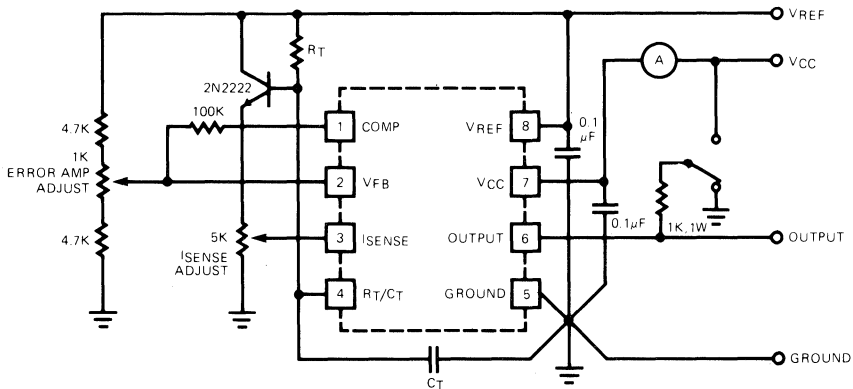 VREF
RT
A
VCC
2N2222
100K
4.7K
1K
ERROR AMP
ADJUST
4.7K
5K
ISENSE
ADJUST
1 COMP
2 VFB
3 ISENSE
4 RT/CT
VREF 8
VCC 7
OUTPUT 6
GROUND 5
0.1
µF
0.1µF
1K, 1W
OUTPUT
GROUND
CT